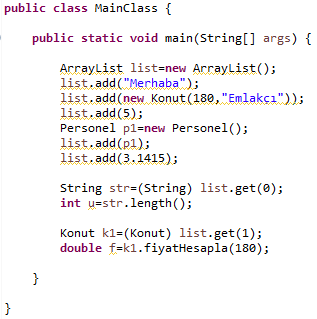 public class MainClass {
public static void main(String[] args) {
ArrayList list=new ArrayList();
list.add("Merhaba");
list.add(new Konut(180,"Emlakçı"));
list.add(5);
Personel p1=new Personel();
list.add(p1);
list.add(3.1415);
String str=(String) list.get(0);
int u=str.length();
Konut k1=(Konut) list.get(1);
double f=k1.fiyatHesapla(180);
}
}